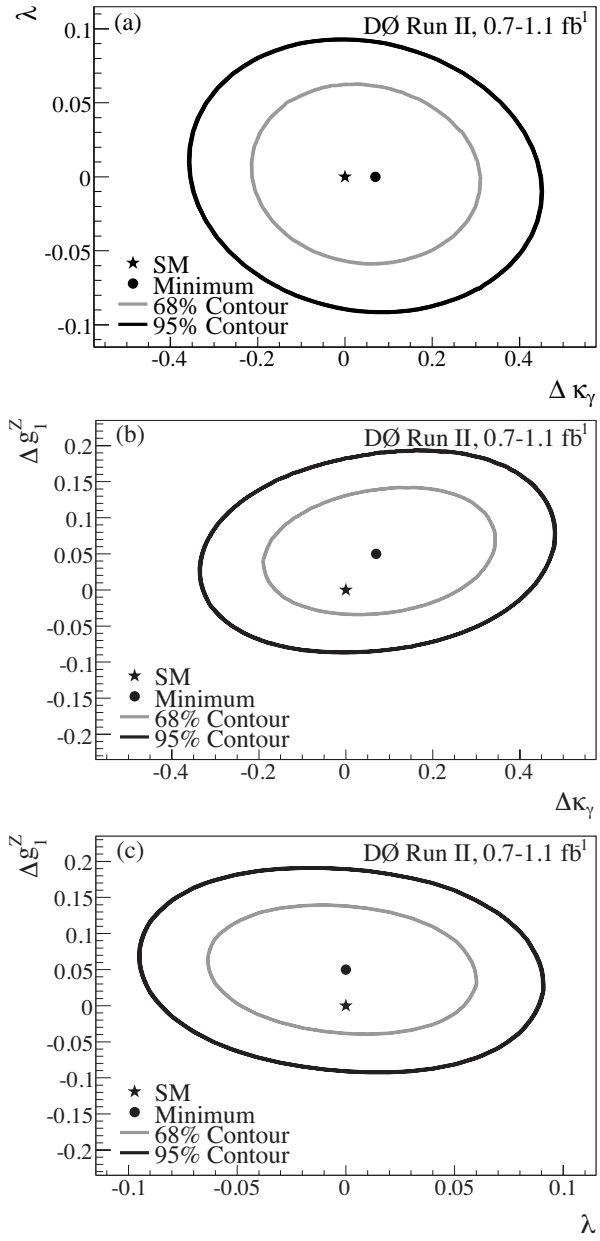 (a) DØ Run II, 0.7-1.1 fb⁻¹
λ
0.1
0.05
0
-0.05
-0.1
★ SM
● Minimum
68% Contour
95% Contour
-0.4 -0.2 0 0.2 0.4
Δ κγ
(b) DØ Run II, 0.7-1.1 fb⁻¹
Δ g₁ᶻ
0.2
0.15
0.1
0.05
0
-0.05
-0.1
-0.15
-0.2
★ SM
● Minimum
68% Contour
95% Contour
-0.4 -0.2 0 0.2 0.4
Δκγ
(c) DØ Run II, 0.7-1.1 fb⁻¹
Δg₁ᶻ
0.2
0.15
0.1
0.05
0
-0.05
-0.1
-0.15
-0.2
★ SM
● Minimum
68% Contour
95% Contour
-0.1 -0.05 0 0.05 0.1
λ